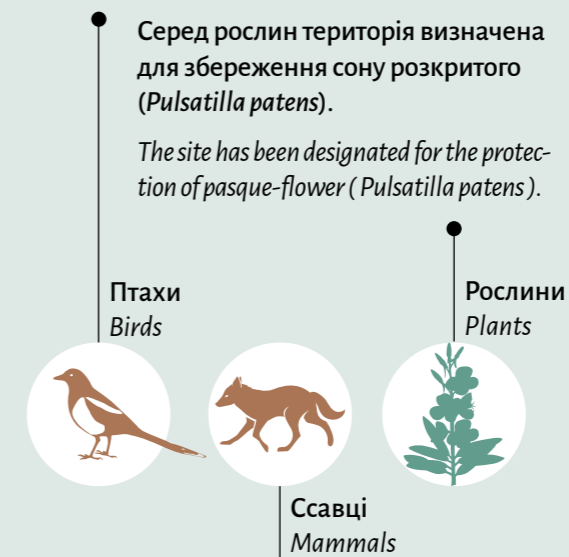 Серед рослин територія визначена
для збереження сону розкритого
(Pulsatilla patens).
The site has been designated for the protec-
tion of pasque-flower ( Pulsatilla patens ).
Птахи
Birds
Рослини
Plants
Ссавці
Mammals